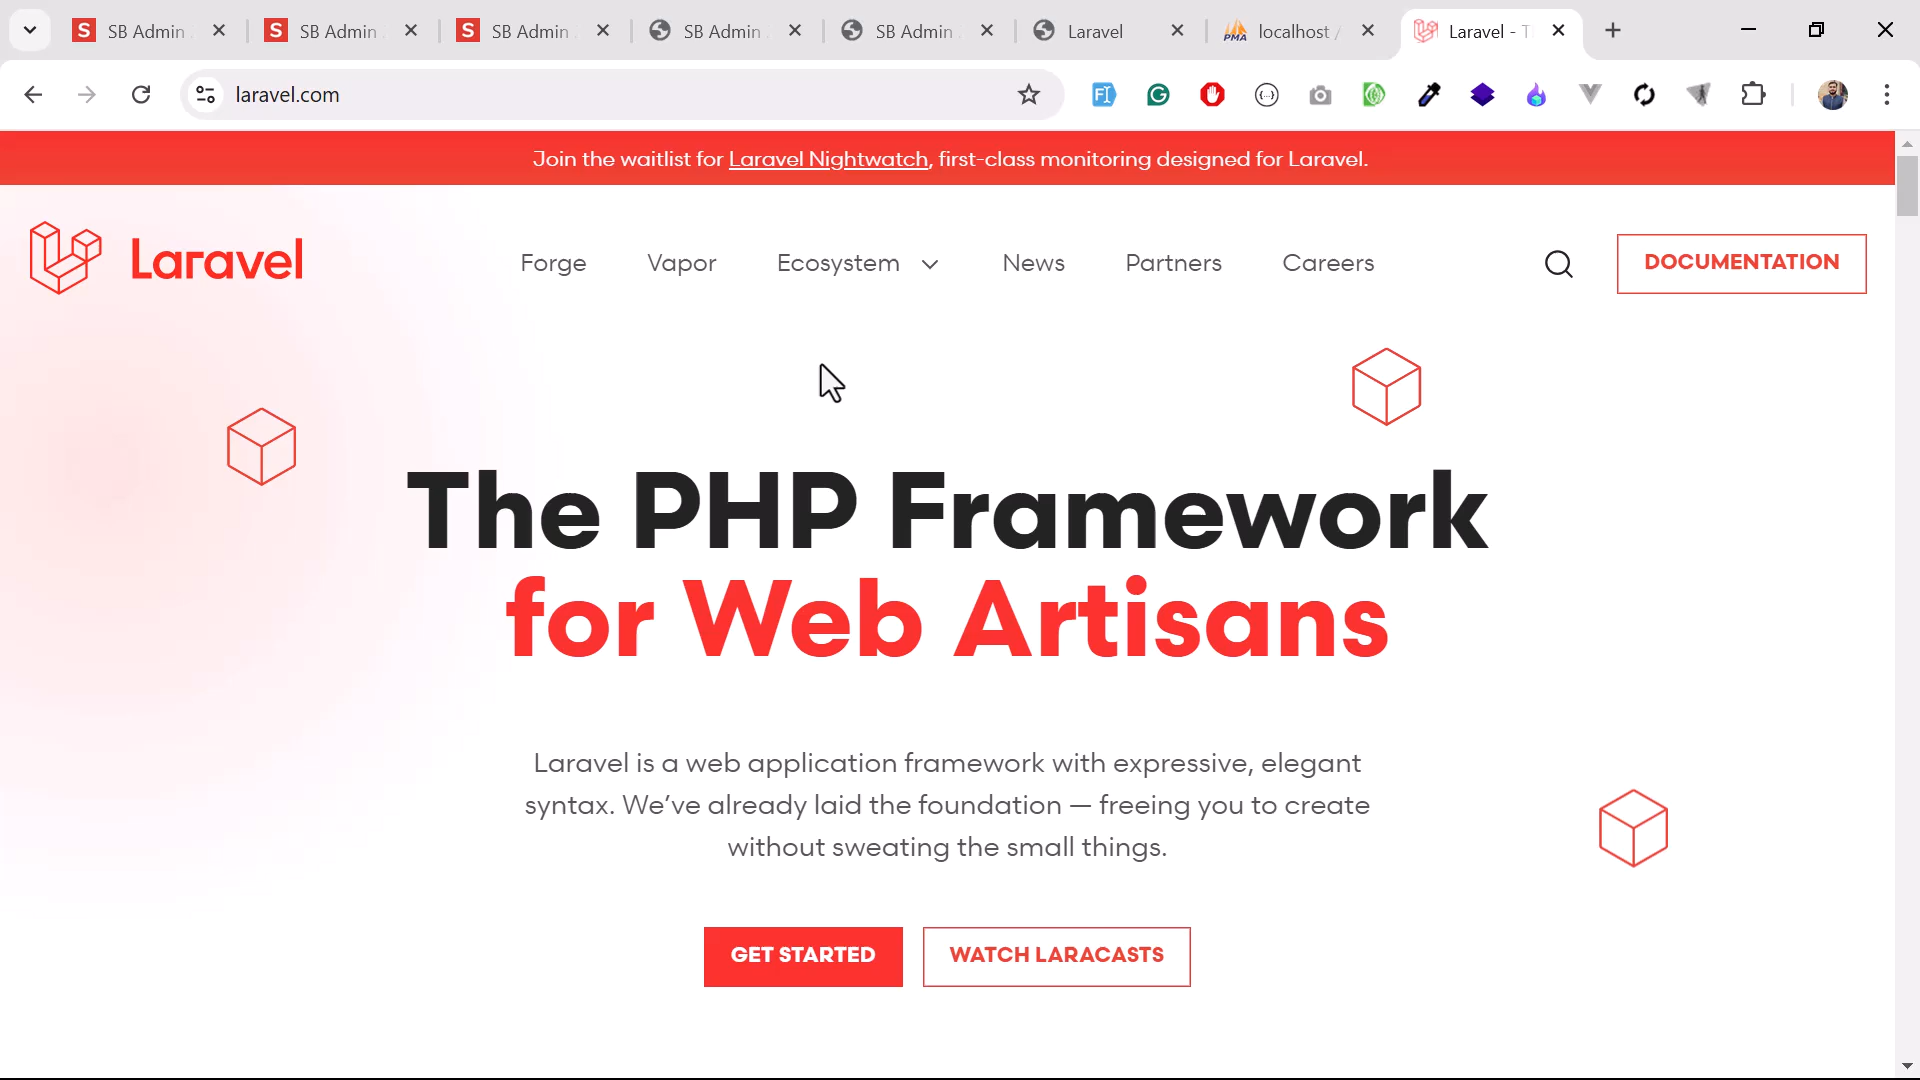 SB Admin
SB Admin
SB Admin
SB Admin
SB Admin
Laravel
localhost /
Laravel - T
laravel.com
Join the waitlist for Laravel Nightwatch, first-class monitoring designed for Laravel.
Laravel
Forge
Vapor
Ecosystem
News
Partners
Careers
DOCUMENTATION
The PHP Framework
for Web Artisans
Laravel is a web application framework with expressive, elegant
syntax. We’ve already laid the foundation — freeing you to create
without sweating the small things.
GET STARTED
WATCH LARACASTS